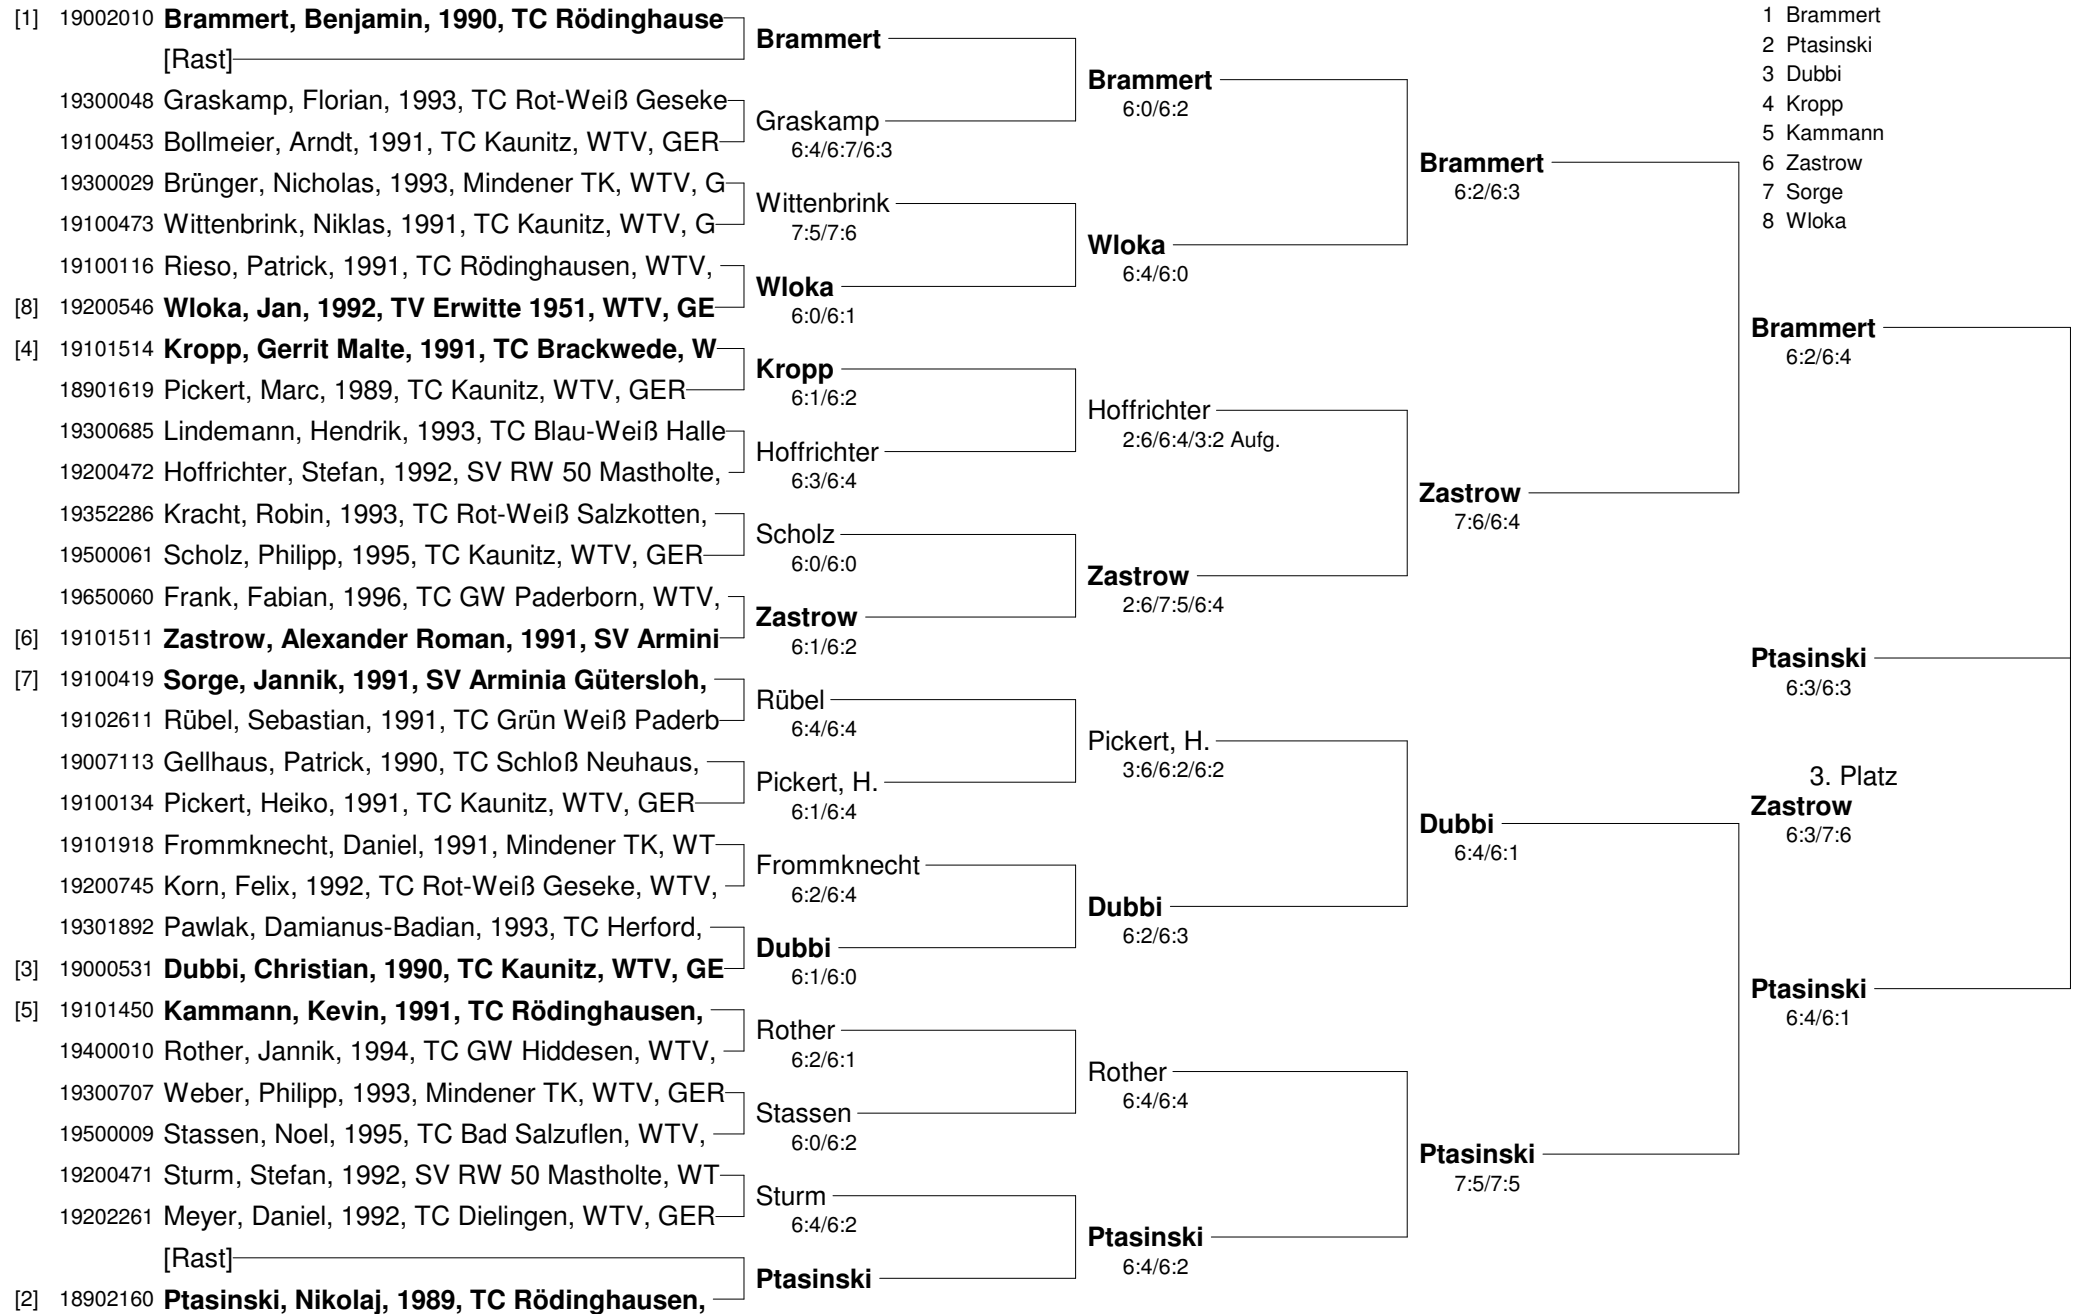 [1] 19002010 Brammert, Benjamin, 1990, TC Rödinghause
[Rast]
19300048 Graskamp, Florian, 1993, TC Rot-Weiß Geseke
19100453 Bollmeier, Arndt, 1991, TC Kaunitz, WTV, GER
19300029 Brünger, Nicholas, 1993, Mindener TK, WTV, G
19100473 Wittenbrink, Niklas, 1991, TC Kaunitz, WTV, G
19100116 Rieso, Patrick, 1991, TC Rödinghausen, WTV,
[8] 19200546 Wloka, Jan, 1992, TV Erwitte 1951, WTV, GE
[4] 19101514 Kropp, Gerrit Malte, 1991, TC Brackwede, W
18901619 Pickert, Marc, 1989, TC Kaunitz, WTV, GER
19300685 Lindemann, Hendrik, 1993, TC Blau-Weiß Halle
19200472 Hoffrichter, Stefan, 1992, SV RW 50 Mastholte,
19352286 Kracht, Robin, 1993, TC Rot-Weiß Salzkotten,
19500061 Scholz, Philipp, 1995, TC Kaunitz, WTV, GER
19650060 Frank, Fabian, 1996, TC GW Paderborn, WTV,
[6] 19101511 Zastrow, Alexander Roman, 1991, SV Armini
[7] 19100419 Sorge, Jannik, 1991, SV Arminia Gütersloh,
19102611 Rübel, Sebastian, 1991, TC Grün Weiß Paderb
19007113 Gellhaus, Patrick, 1990, TC Schloß Neuhaus,
19100134 Pickert, Heiko, 1991, TC Kaunitz, WTV, GER
19101918 Frommknecht, Daniel, 1991, Mindener TK, WT
19200745 Korn, Felix, 1992, TC Rot-Weiß Geseke, WTV,
19301892 Pawlak, Damianus-Badian, 1993, TC Herford,
[3] 19000531 Dubbi, Christian, 1990, TC Kaunitz, WTV, GE
[5] 19101450 Kammann, Kevin, 1991, TC Rödinghausen,
19400010 Rother, Jannik, 1994, TC GW Hiddesen, WTV,
19300707 Weber, Philipp, 1993, Mindener TK, WTV, GER
19500009 Stassen, Noel, 1995, TC Bad Salzuflen, WTV,
19200471 Sturm, Stefan, 1992, SV RW 50 Mastholte, WT
19202261 Meyer, Daniel, 1992, TC Dielingen, WTV, GER
[Rast]
[2] 18902160 Ptasinski, Nikolaj, 1989, TC Rödinghausen,
Brammert
Graskamp
6:4/6:7/6:3
Wittenbrink
7:5/7:6
Wloka
6:0/6:1
Kropp
6:1/6:2
Hoffrichter
6:3/6:4
Scholz
6:0/6:0
Zastrow
6:1/6:2
Rübel
6:4/6:4
Pickert, H.
6:1/6:4
Frommknecht
6:2/6:4
Dubbi
6:1/6:0
Rother
6:2/6:1
Stassen
6:0/6:2
Sturm
6:4/6:2
Ptasinski
Brammert
6:0/6:2
Wloka
6:4/6:0
Hoffrichter
2:6/6:4/3:2 Aufg.
Zastrow
2:6/7:5/6:4
Pickert, H.
3:6/6:2/6:2
Dubbi
6:2/6:3
Rother
6:4/6:4
Ptasinski
6:4/6:2
Brammert
6:2/6:3
Zastrow
7:6/6:4
Dubbi
6:4/6:1
Ptasinski
7:5/7:5
1 Brammert
2 Ptasinski
3 Dubbi
4 Kropp
5 Kammann
6 Zastrow
7 Sorge
8 Wloka
Brammert
6:2/6:4
Ptasinski
6:3/6:3
3. Platz
Zastrow
6:3/7:6
Ptasinski
6:4/6:1